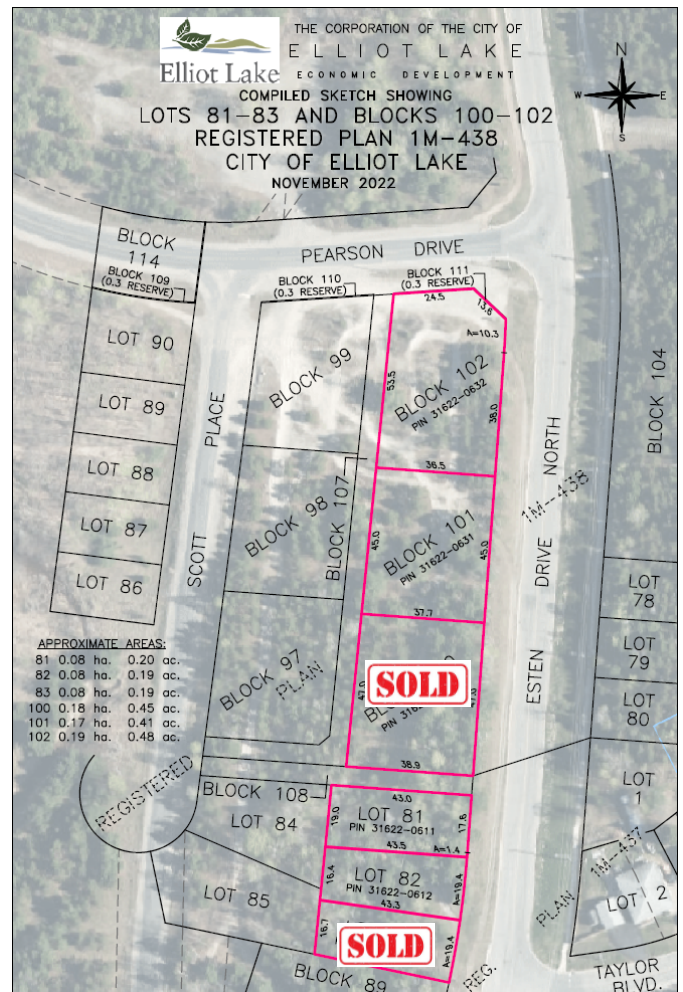 THE CORPORATION OF THE CITY OF
ELLIOT LAKE
ECONOMIC DEVELOPMENT
Elliot Lake
COMPILED SKETCH SHOWING
LOTS 81-83 AND BLOCKS 100-102
REGISTERED PLAN 1M-438
CITY OF ELLIOT LAKE
NOVEMBER 2022
N
W
E
S
BLOCK
114
BLOCK 109
(0.3 RESERVE)
PEARSON DRIVE
BLOCK 110
(0.3 RESERVE)
BLOCK 111
(0.3 RESERVE)
24.5
13.8
A=10.3
LOT 90
LOT 89
LOT 88
LOT 87
LOT 86
SCOTT PLACE
BLOCK 99
BLOCK 98
BLOCK 107
BLOCK 97
PLAN
53.5
BLOCK 102
PIN 31622-0632
38.0
36.5
45.0
BLOCK 101
PIN 31622-0631
45.0
37.7
47.0
SOLD
38.9
ESTEN DRIVE NORTH
1M-438
BLOCK 104
LOT
78
LOT
79
LOT
80
LOT
1
1M-437
LOT 2
PLAN
REG.
TAYLOR
BLVD.
APPROXIMATE AREAS:
81 0.08 ha. 0.20 ac.
82 0.08 ha. 0.19 ac.
83 0.08 ha. 0.19 ac.
100 0.18 ha. 0.45 ac.
101 0.17 ha. 0.41 ac.
102 0.19 ha. 0.48 ac.
REGISTERED
BLOCK 108
LOT 84
LOT 85
43.0
19.0
LOT 81
PIN 31622-0611
17.6
43.5
A=1.4
16.4
LOT 82
PIN 31622-0612
A=19.4
43.3
16.7
SOLD
A=19.4
BLOCK 89